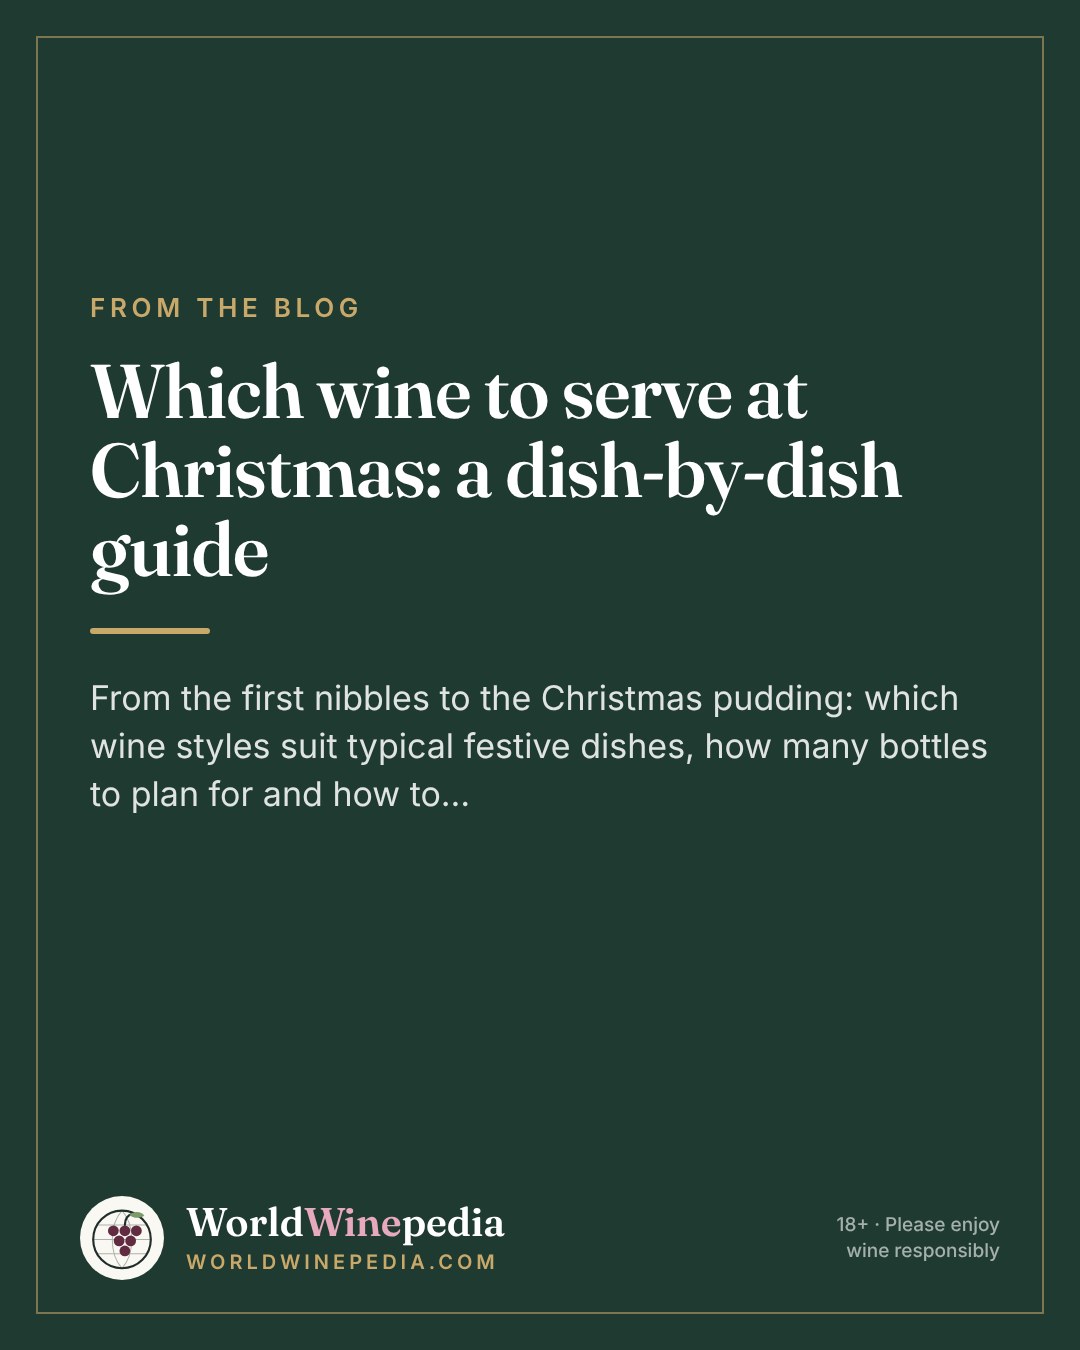 FROM THE BLOG
Which wine to serve at
Christmas: a dish-by-dish
guide
From the first nibbles to the Christmas pudding: which
wine styles suit typical festive dishes, how many bottles
to plan for and how to...
WorldWinepedia
WORLDWINEPEDIA.COM
18+ · Please enjoy
wine responsibly